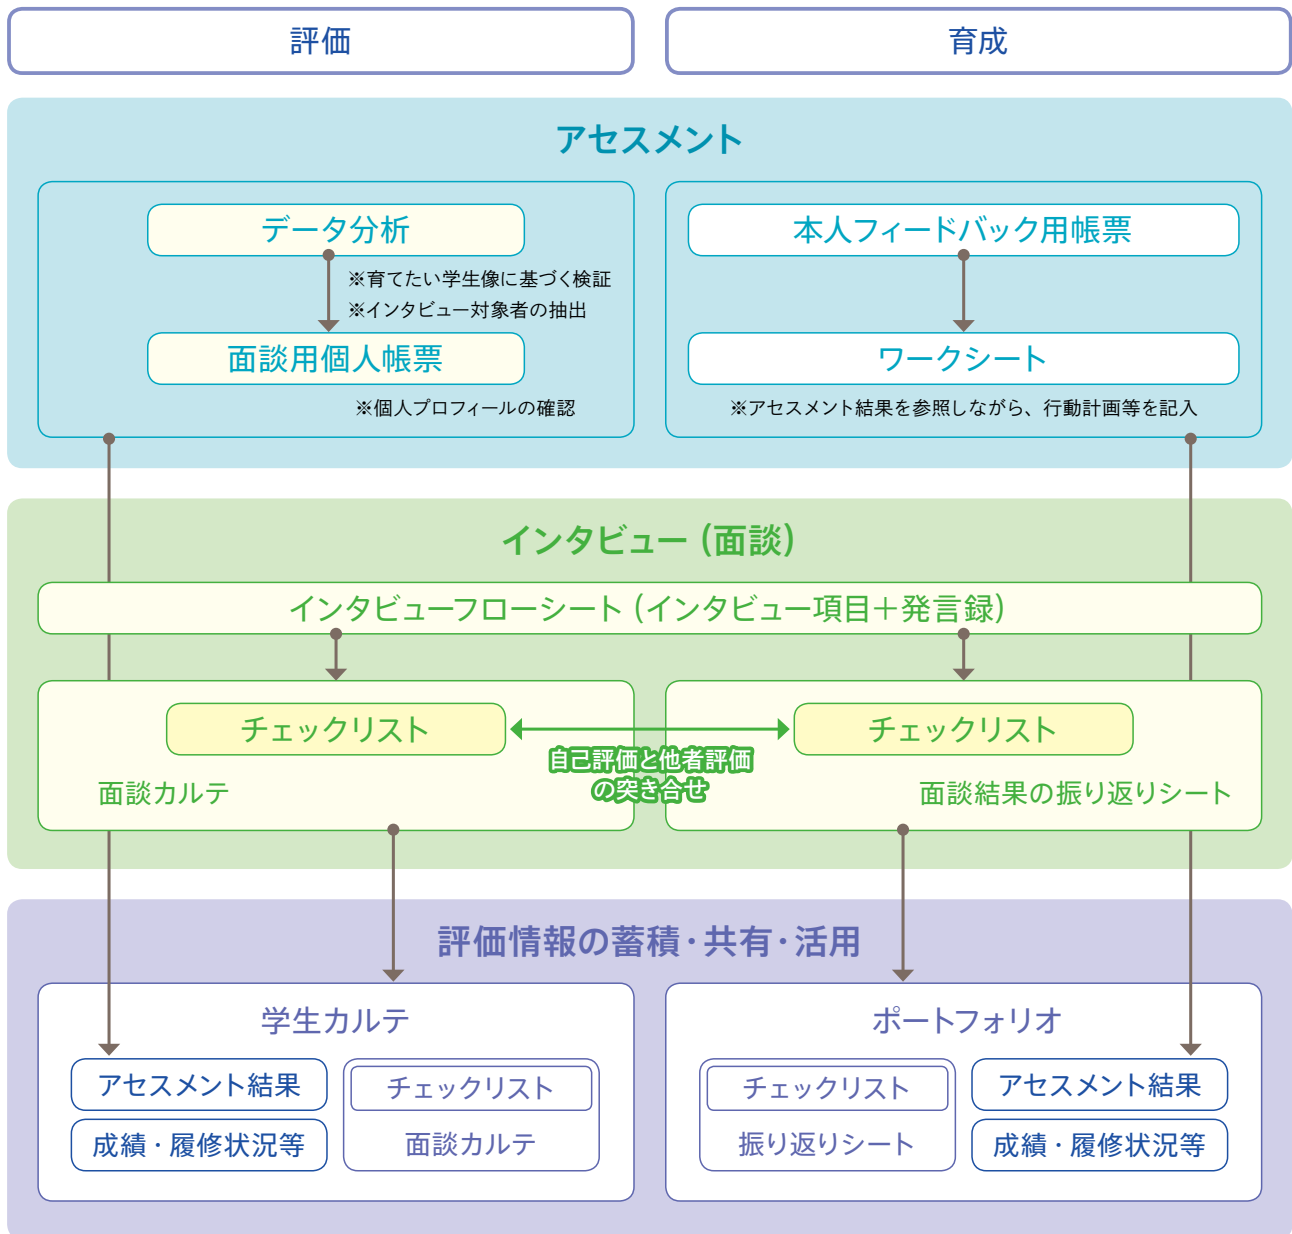 評価
育成
アセスメント
データ分析
※育てたい学生像に基づく検証
※インタビュー対象者の抽出
面談用個人帳票
※個人プロフィールの確認
本人フィードバック用帳票
ワークシート
※アセスメント結果を参照しながら、行動計画等を記入
インタビュー（面談）
インタビューフローシート（インタビュー項目＋発言録）
チェックリスト
面談カルテ
自己評価と他者評価
の突き合せ
チェックリスト
面談結果の振り返りシート
評価情報の蓄積・共有・活用
学生カルテ
アセスメント結果
成績・履修状況等
チェックリスト
面談カルテ
ポートフォリオ
チェックリスト
振り返りシート
アセスメント結果
成績・履修状況等